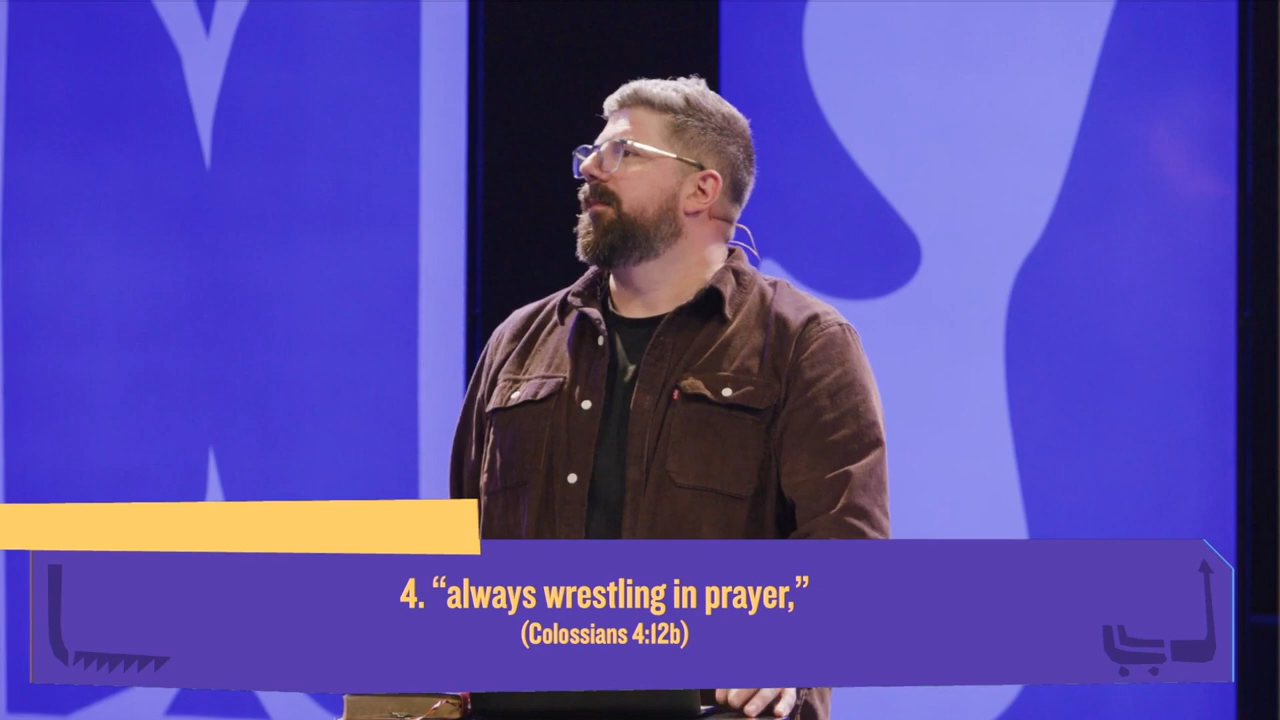 4. “always wrestling in prayer,”
(Colossians 4:12b)